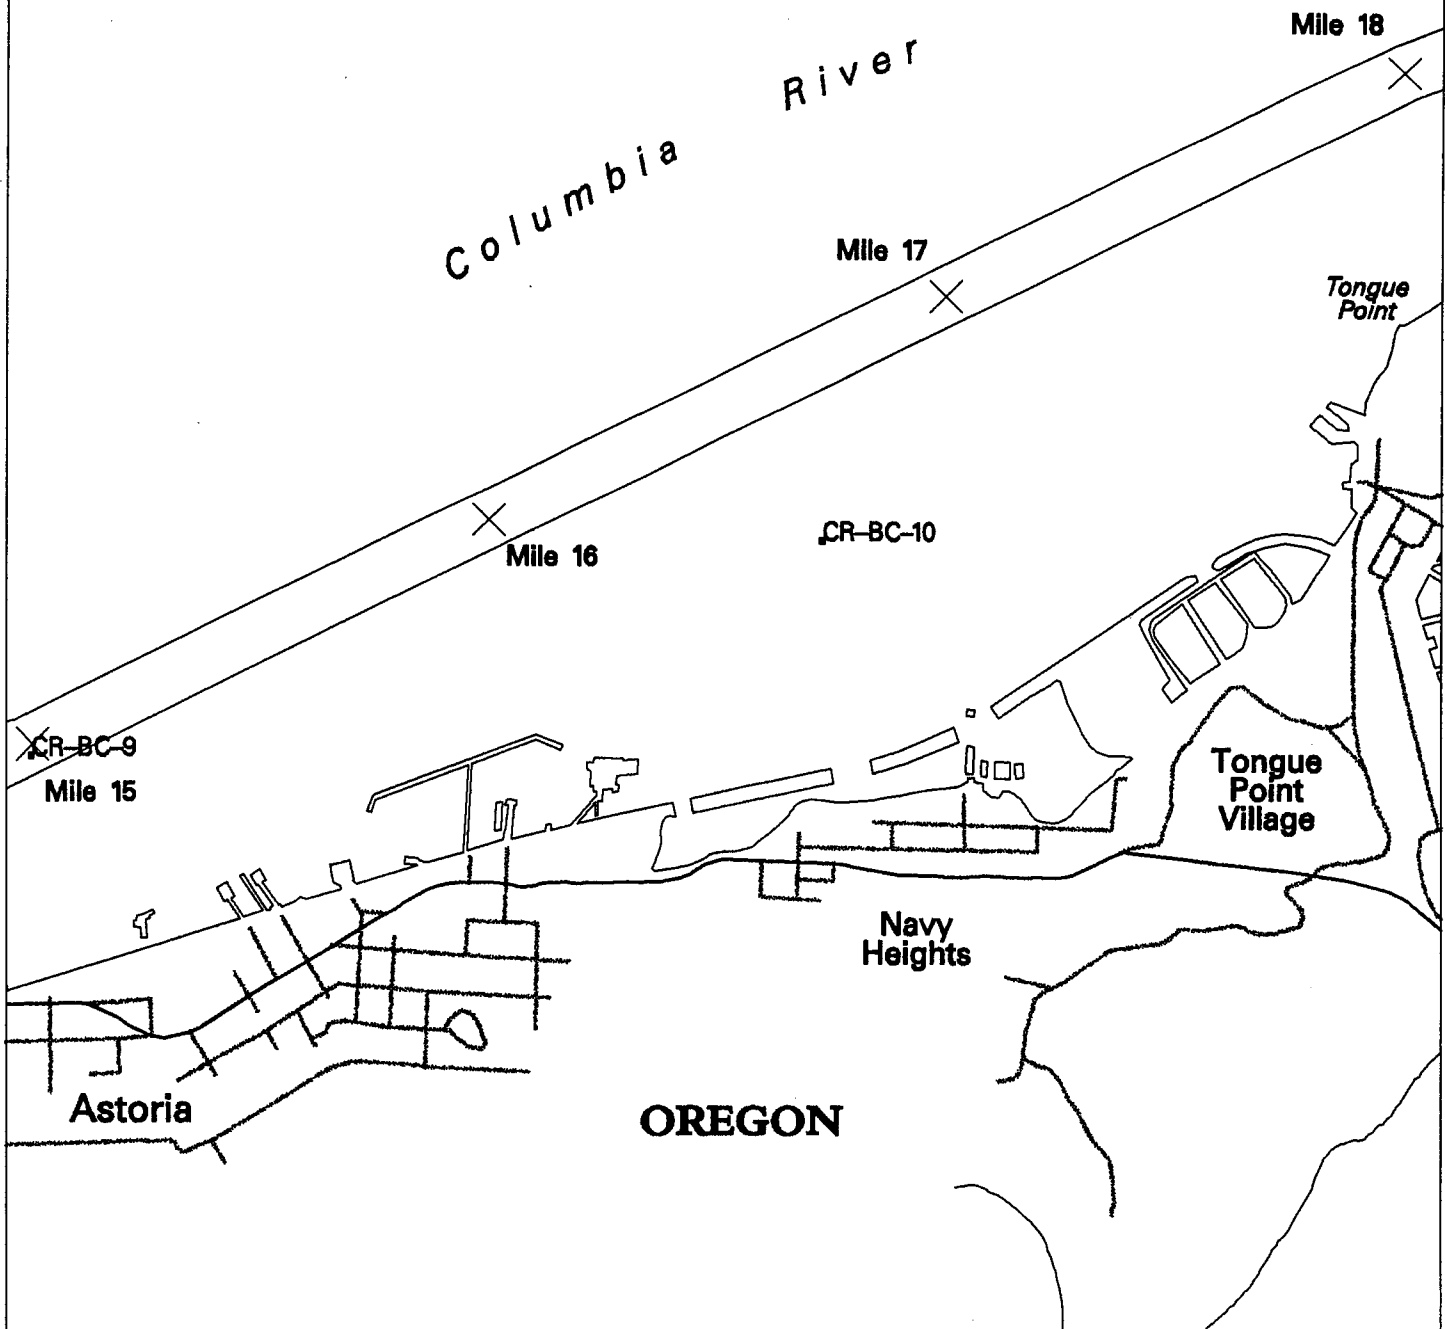 Mile 18
Columbia River
Mile 17
Tongue
Point
CR-BC-10
Mile 16
CR-BC-9
Mile 15
Tongue
Point
Village
Navy
Heights
Astoria
OREGON